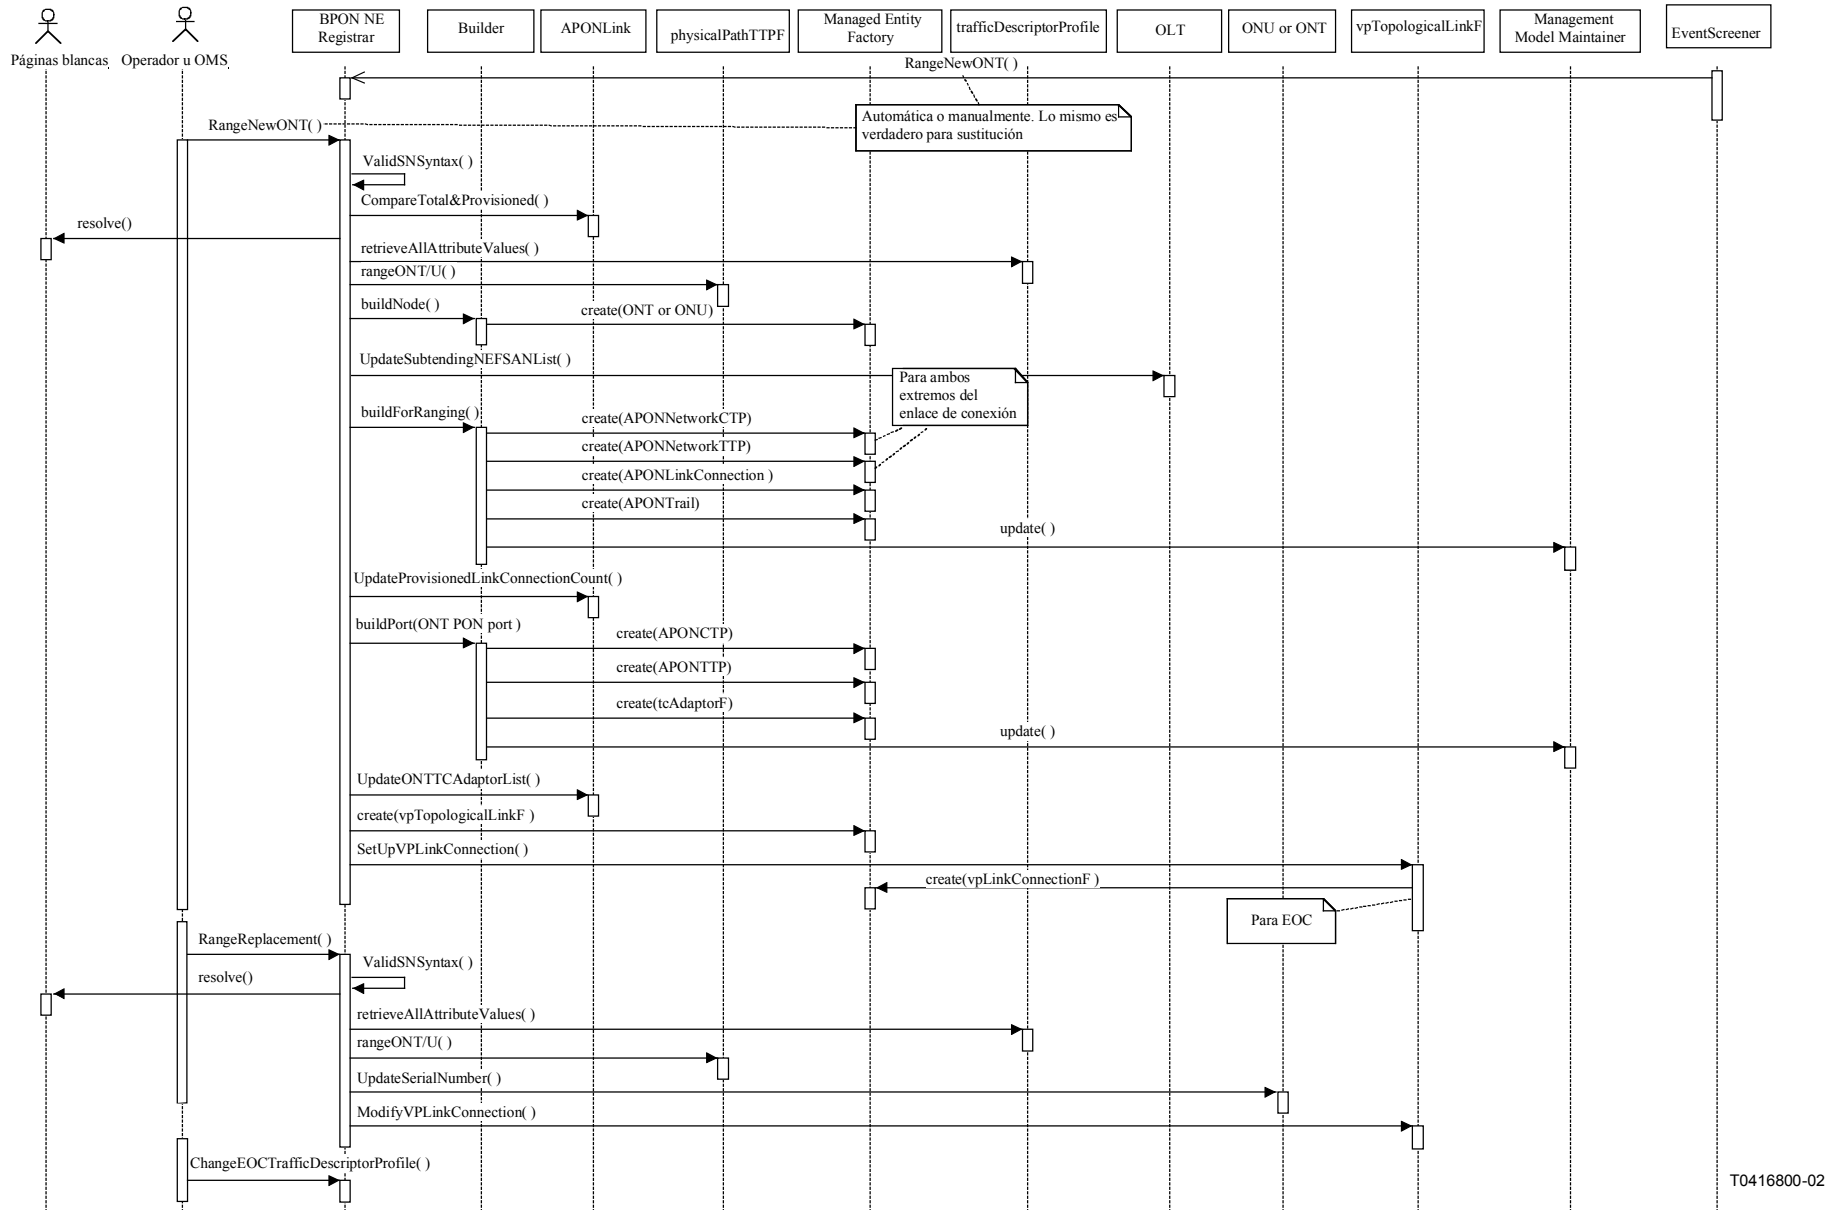 Páginas blancas
Operador u OMS
BPON NE
Registrar
Builder
APONLink
physicalPathTTPF
Managed Entity
Factory
trafficDescriptorProfile
OLT
ONU or ONT
vpTopologicalLinkF
Management
Model Maintainer
EventScreener
RangeNewONT( )
Automática o manualmente. Lo mismo es
verdadero para sustitución
RangeNewONT( )
ValidSNSyntax( )
CompareTotal&Provisioned( )
resolve()
retrieveAllAttributeValues( )
rangeONT/U( )
buildNode( )
create(ONT or ONU)
UpdateSubtendingNEFSANList( )
Para ambos
extremos del
enlace de conexión
buildForRanging( )
create(APONNetworkCTP)
create(APONNetworkTTP)
create(APONLinkConnection )
create(APONTrail)
update( )
UpdateProvisionedLinkConnectionCount( )
buildPort(ONT PON port )
create(APONCTP)
create(APONTTP)
create(tcAdaptorF)
update( )
UpdateONTTCAdaptorList( )
create(vpTopologicalLinkF )
SetUpVPLinkConnection( )
create(vpLinkConnectionF )
Para EOC
RangeReplacement( )
ValidSNSyntax( )
resolve()
retrieveAllAttributeValues( )
rangeONT/U( )
UpdateSerialNumber( )
ModifyVPLinkConnection( )
ChangeEOCTrafficDescriptorProfile( )
T0416800-02